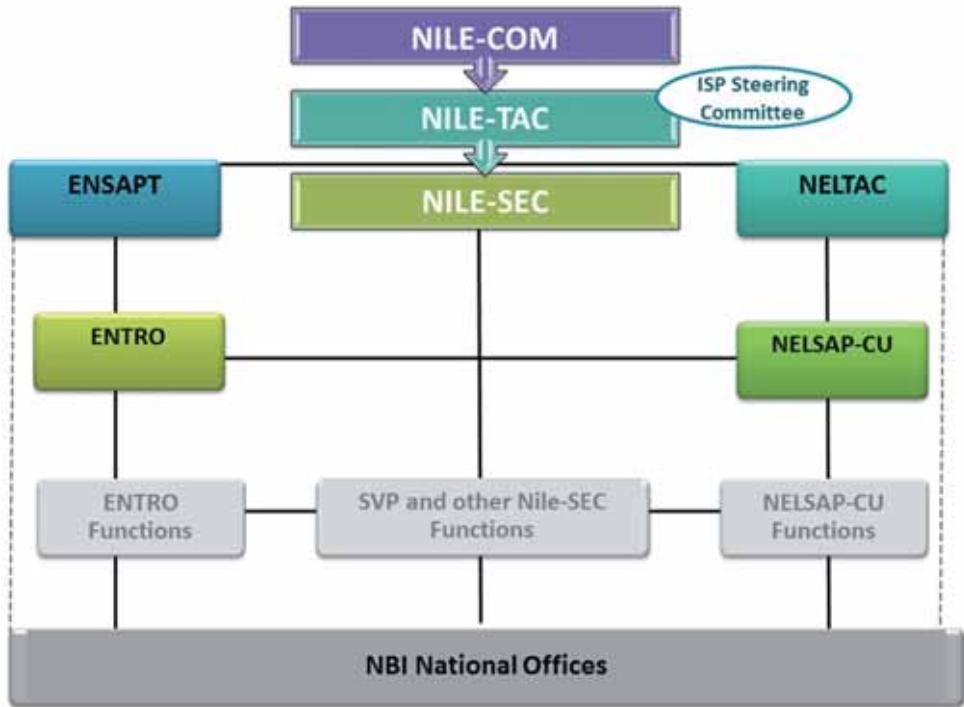 NILE-COM
ISP Steering
Committee
NILE-TAC
ENSAPT
NILE-SEC
NELTAC
ENTRO
NELSAP-CU
ENTRO
Functions
SVP and other Nile-SEC
Functions
NELSAP-CU
Functions
NBI National Offices